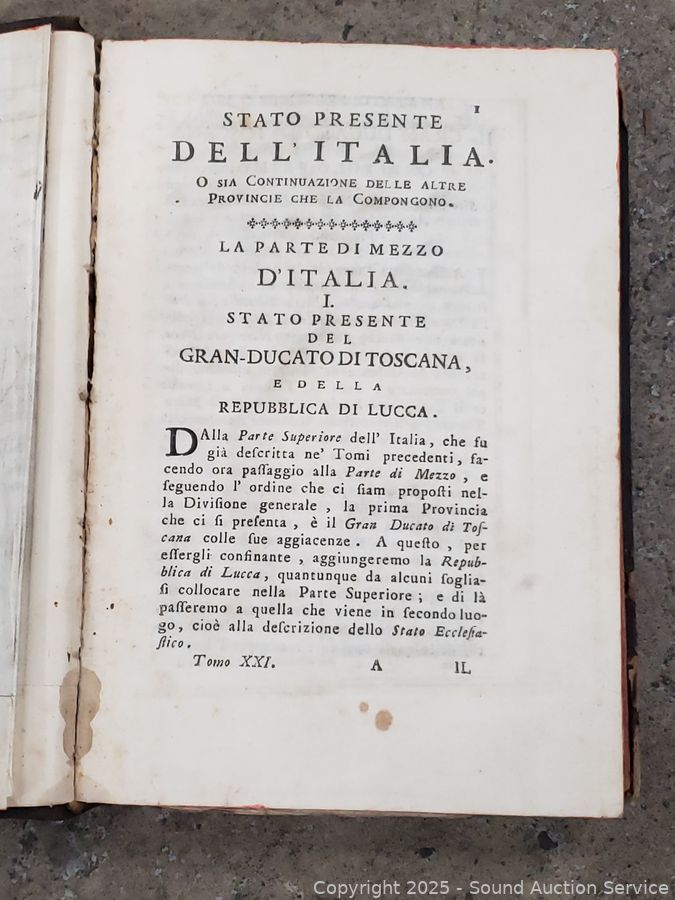 1
STATO PRESENTE
DELL' ITALIA.
O SIA CONTINUAZIONE DELLE ALTRE
PROVINCIE CHE LA COMPONGONO.
LA PARTE DI MEZZO
D'ITALIA.
I.
STATO PRESENTE
DEL
GRAN-DUCATO DI TOSCANA,
E DELLA
REPUBBLICA DI LUCCA.
DAlla Parte Superiore dell' Italia, che fu
già deſcritta ne' Tomi precedenti, fa-
cendo ora paſſaggio alla Parte di Mezzo, e
ſeguendo l' ordine che ci ſiam propoſti nel-
la Diviſione generale, la prima Provincia
che ci ſi preſenta, è il Gran Ducato di Toſ-
cana colle ſue aggiacenze. A queſto, per
eſſergli confinante, aggiungeremo la Repub-
blica di Lucca, quantunque da alcuni ſoglia-
ſi collocare nella Parte Superiore; e di là
paſſeremo a quella che viene in ſecondo luo-
go, cioè alla deſcrizione dello Stato Eccleſia-
ſtico.
Tomo XXI. A IL
Copyright 2025 - Sound Auction Service